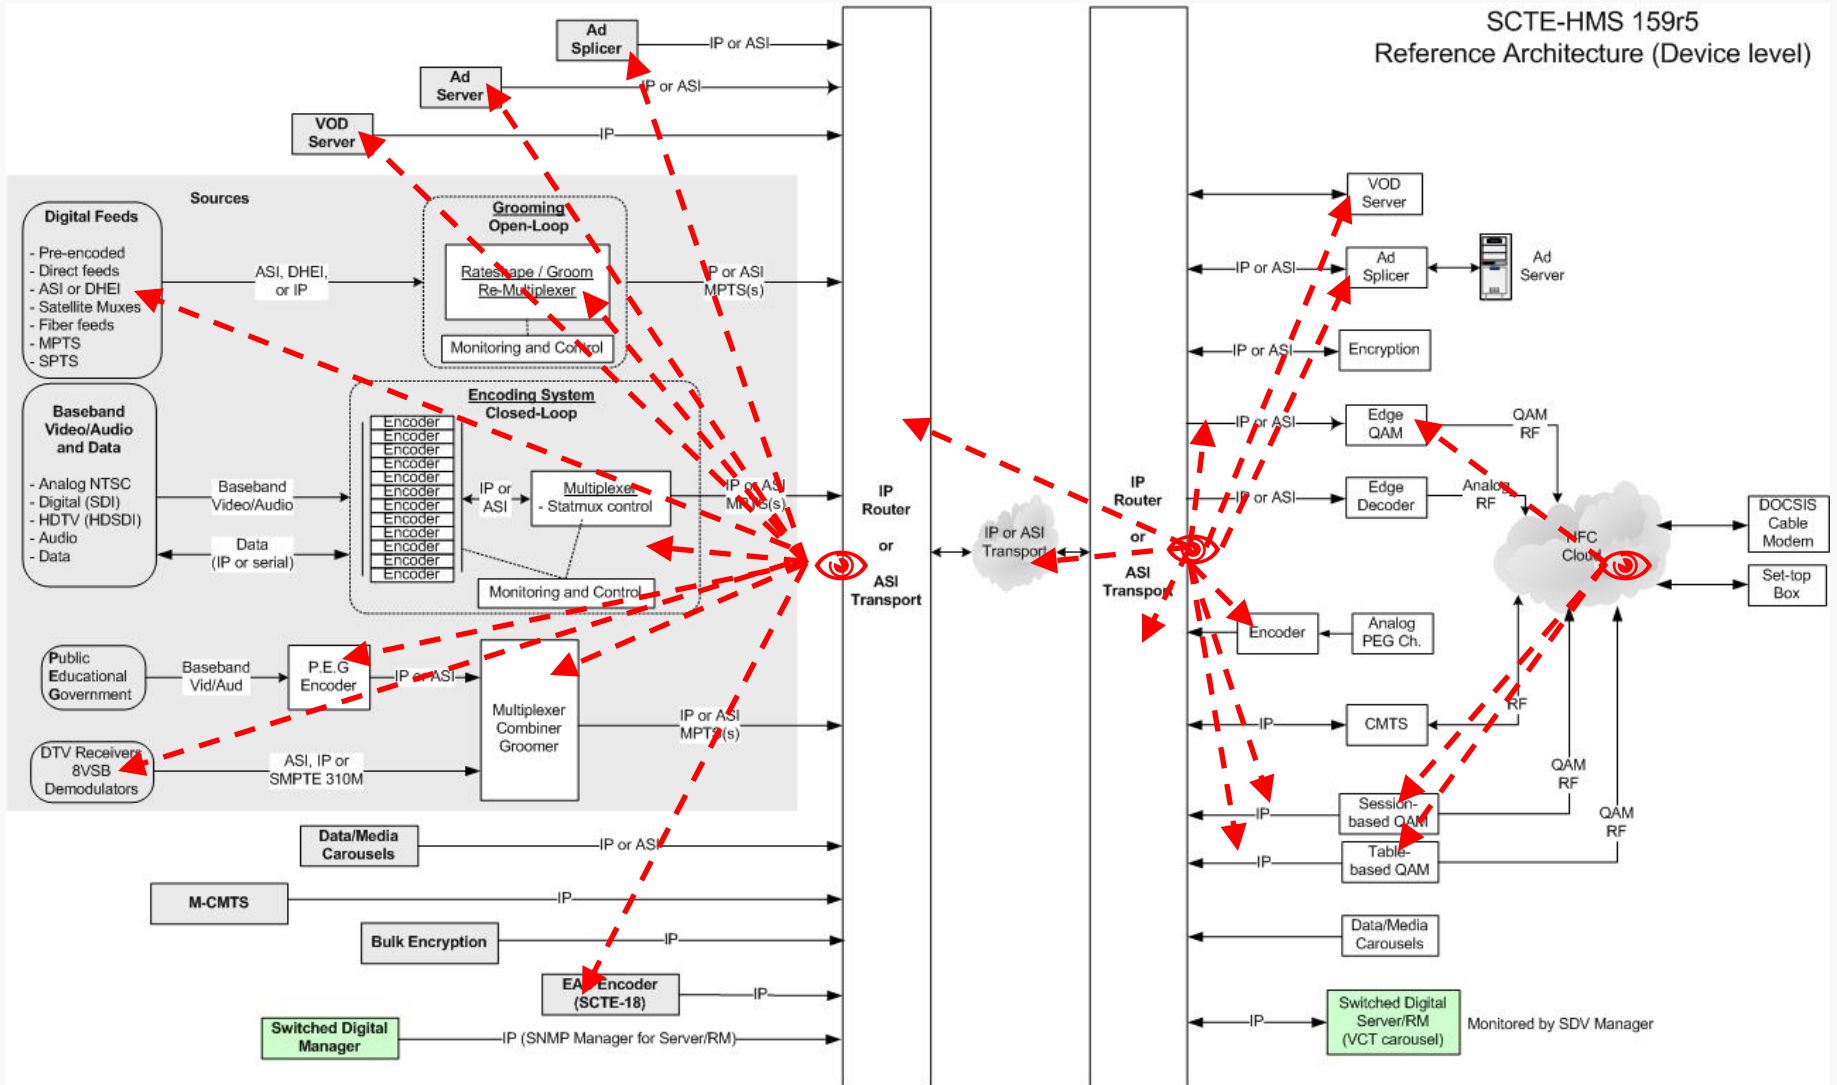 SCTE-HMS 159r5
Reference Architecture (Device level)
Ad
Splicer
IP or ASI
Ad
Server
IP or ASI
VOD
Server
IP
Sources
Digital Feeds
- Pre-encoded
- Direct feeds
- ASI or DHEI
- Satellite Muxes
- Fiber feeds
- MPTS
- SPTS
ASI, DHEI,
or IP
Grooming
Open-Loop
Rateshape / Groom
Re-Multiplexer
Monitoring and Control
IP or ASI
MPTS(s)
Baseband
Video/Audio
and Data
- Analog NTSC
- Digital (SDI)
- HDTV (HDSDI)
- Audio
- Data
Baseband
Video/Audio
Data
(IP or serial)
Encoding System
Closed-Loop
Encoder
Encoder
Encoder
Encoder
Encoder
Encoder
Encoder
Encoder
Encoder
Encoder
Encoder
Encoder
IP or
ASI
Multiplexer
- Statmux control
Monitoring and Control
IP or ASI
MPTS(s)
Public
Educational
Government
Baseband
Vid/Aud
P.E.G
Encoder
IP or ASI
DTV Receivers
8VSB
Demodulators
ASI, IP or
SMPTE 310M
Multiplexer
Combiner
Groomer
IP or ASI
MPTS(s)
Data/Media
Carousels
IP or ASI
M-CMTS
IP
Bulk Encryption
IP
EAS Encoder
(SCTE-18)
IP
Switched Digital
Manager
IP (SNMP Manager for Server/RM)
IP
Router
or
ASI
Transport
IP or ASI
Transport
IP
Router
or
ASI
Transport
VOD
Server
IP or ASI
Ad
Splicer
Ad
Server
IP or ASI
Encryption
IP or ASI
Edge
QAM
QAM
RF
IP or ASI
Edge
Decoder
Analog
RF
HFC
Cloud
DOCSIS
Cable
Modem
Set-top
Box
Encoder
Analog
PEG Ch.
IP
CMTS
RF
IP
Session-
based QAM
QAM
RF
IP
Table-
based QAM
QAM
RF
Data/Media
Carousels
IP
Switched Digital
Server/RM
(VCT carousel)
Monitored by SDV Manager